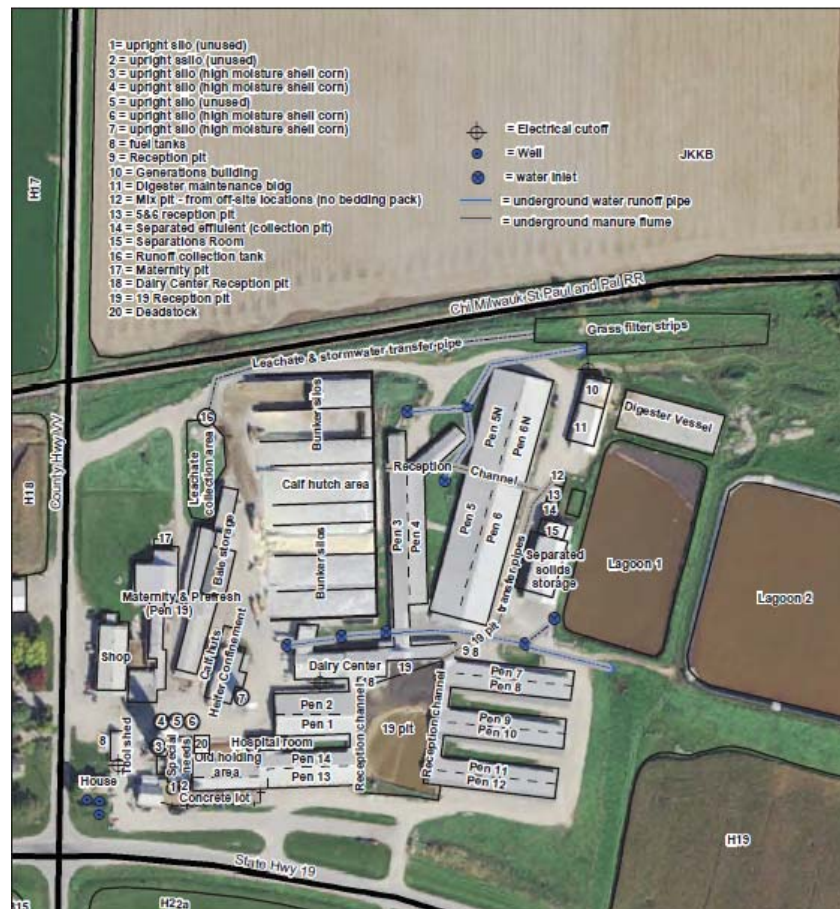 1= upright silo (unused)
2 = upright sailo (unused)
3 = upright silo (high moisture shell corn)
4 = upright silo (high moisture shell corn)
5 = upright silo (unused)
6 = upright silo (high moisture shell corn)
7 = upright silo (high moisture shell corn)
8 = fuel tanks
9 = Reception pit
10 = Generations building
11 = Digester maintenance bldg
12 = Mix pit - from off-site locations (no bedding pack)
13 = 5&6 reception pit
14 = Separated effluent (collection pit)
15 = Separations Room
16 = Runoff collection tank
17 = Maternity pit
18 = Dairy Center Reception pit
19 = 19 Reception pit
20 = Deadstock
= Electrical cutoff
= Well
= water inlet
= underground water runoff pipe
= underground manure flume
JKKB
H17
Chi Milwauk St Paul and Pal RR
Grass filter strips
Leachate & stormwater transfer pipe
County Hwy VV
16
Bunker silos
Pen 5N
Pen 6N
10
11
Digester Vessel
H18
Leachate
collection area
Calf hutch area
Reception
Channel
12
13
14
15
Pen 3
Pen 4
Pen 5
Pen 6
Bale storage
17
Bunker silos
Separated
solids
storage
Lagoon 1
Lagoon 2
Maternity & Prefresh
(Pen 19)
Shop
Calf huts
Heifer Confinement
7
19 pit - transfer pipes
9
8
Dairy Center
19
18
Pen 7
Pen 8
Pen 2
Pen 1
Reception channel
19 pit
Reception channel
Pen 9
Pen 10
4
5
6
3
8
Tool shed
Special
needs
20
Hospital room
Old holding
area
Pen 14
Pen 13
Pen 11
Pen 12
House
1
2
Concrete lot
H19
State Hwy 19
H15
H22a